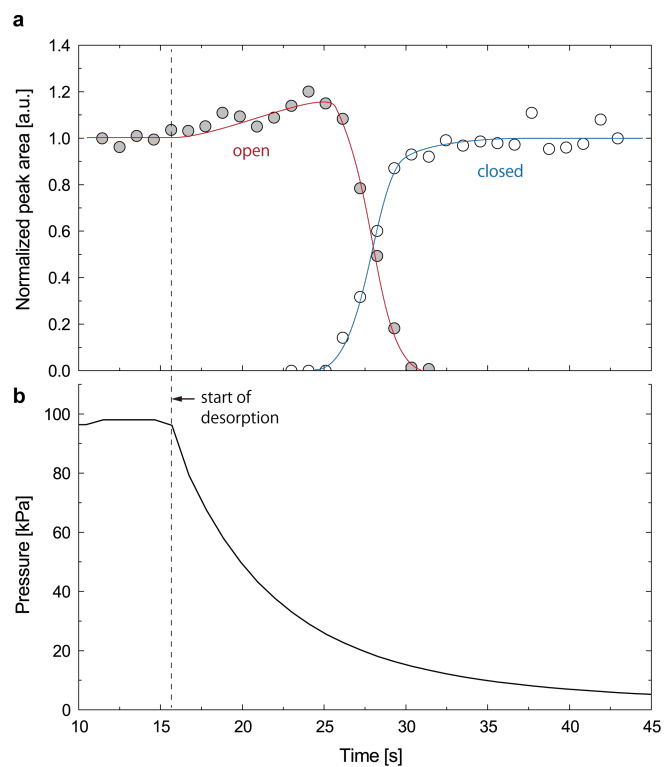 a
1.4
1.2
1.0
0.8
0.6
0.4
0.2
0.0
Normalized peak area [a.u.]
open
closed
b
start of
desorption
100
80
60
40
20
0
Pressure [kPa]
10 15 20 25 30 35 40 45
Time [s]